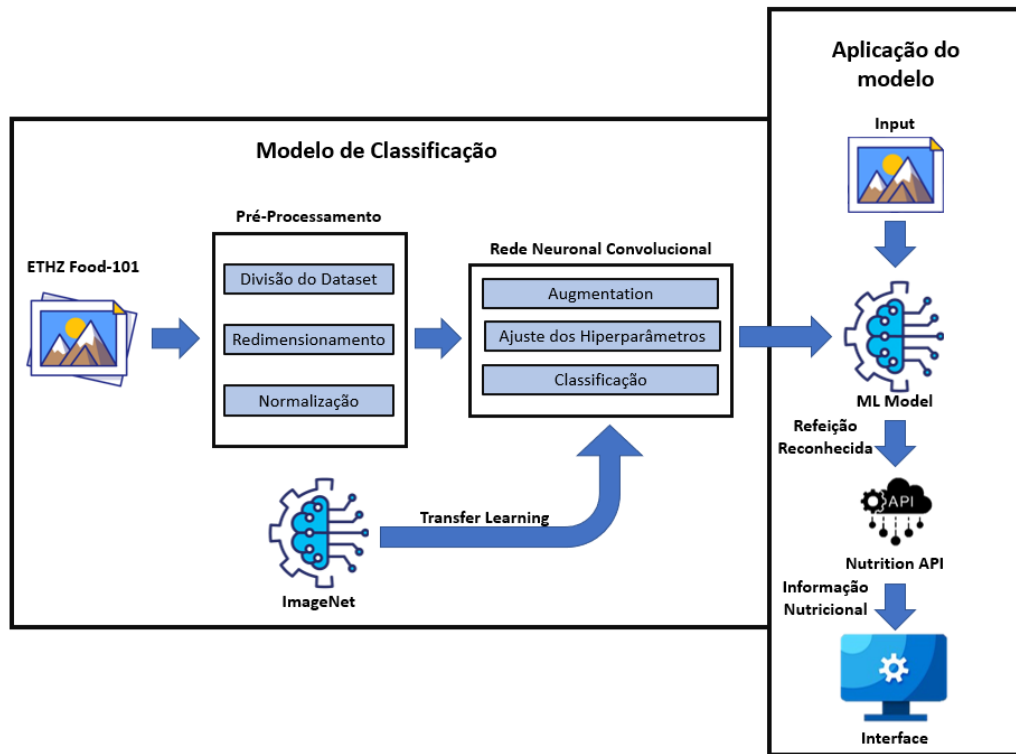 Modelo de Classificação
ETHZ Food-101
Pré-Processamento
Divisão do Dataset
Redimensionamento
Normalização
Rede Neuronal Convolucional
Augmentation
Ajuste dos Hiperparâmetros
Classificação
Transfer Learning
ImageNet
Aplicação do
modelo
Input
ML Model
Refeição
Reconhecida
API
Nutrition API
Informação
Nutricional
Interface